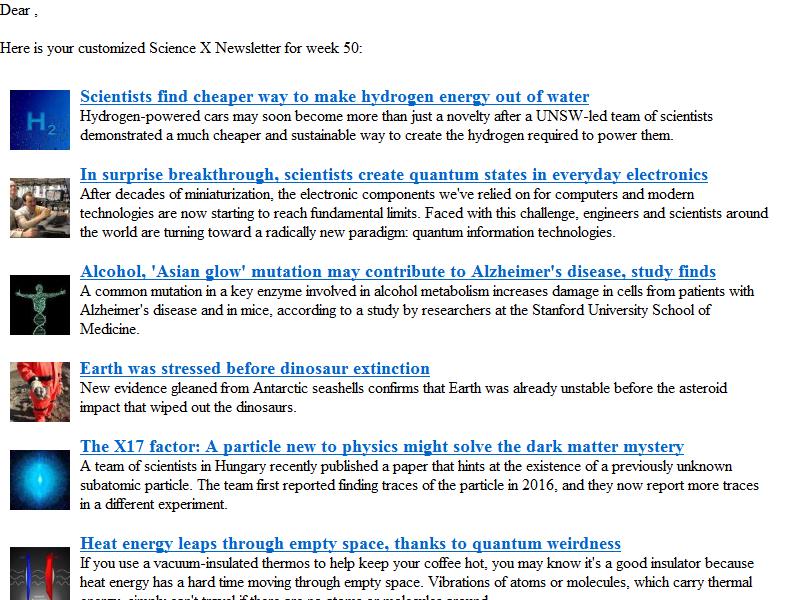 Dear ,
Here is your customized Science X Newsletter for week 50:
H2
Scientists find cheaper way to make hydrogen energy out of water
Hydrogen-powered cars may soon become more than just a novelty after a UNSW-led team of scientists
demonstrated a much cheaper and sustainable way to create the hydrogen required to power them.
In surprise breakthrough, scientists create quantum states in everyday electronics
After decades of miniaturization, the electronic components we've relied on for computers and modern
technologies are now starting to reach fundamental limits. Faced with this challenge, engineers and scientists around
the world are turning toward a radically new paradigm: quantum information technologies.
Alcohol, 'Asian glow' mutation may contribute to Alzheimer's disease, study finds
A common mutation in a key enzyme involved in alcohol metabolism increases damage in cells from patients with
Alzheimer's disease and in mice, according to a study by researchers at the Stanford University School of
Medicine.
Earth was stressed before dinosaur extinction
New evidence gleaned from Antarctic seashells confirms that Earth was already unstable before the asteroid
impact that wiped out the dinosaurs.
The X17 factor: A particle new to physics might solve the dark matter mystery
A team of scientists in Hungary recently published a paper that hints at the existence of a previously unknown
subatomic particle. The team first reported finding traces of the particle in 2016, and they now report more traces
in a different experiment.
Heat energy leaps through empty space, thanks to quantum weirdness
If you use a vacuum-insulated thermos to help keep your coffee hot, you may know it's a good insulator because
heat energy has a hard time moving through empty space. Vibrations of atoms or molecules, which carry thermal
energy, simply can't travel if there are no atoms or molecules around.